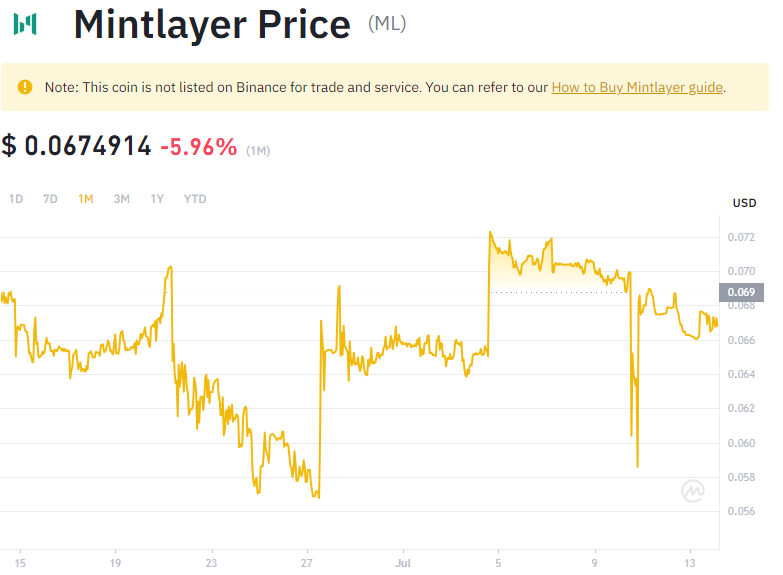 Mintlayer Price (ML)
Note: This coin is not listed on Binance for trade and service. You can refer to our How to Buy Mintlayer guide.
$ 0.0674914 -5.96% (1M)
1D 7D 1M 3M 1Y YTD
USD
0.072
0.070
0.069
0.068
0.066
0.064
0.062
0.060
0.058
0.056
15 19 23 27 Jul 5 9 13